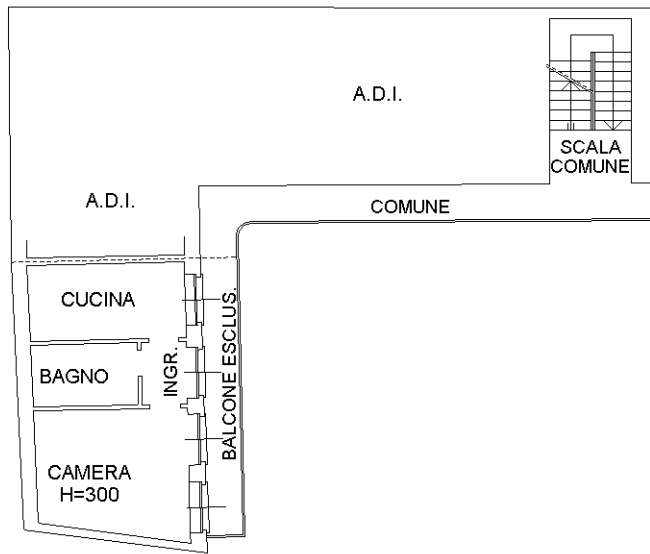 A.D.I.
SCALA
COMUNE
A.D.I.
COMUNE
CUCINA
BAGNO
INGR.
BALCONE ESCLUS.
CAMERA
H=300